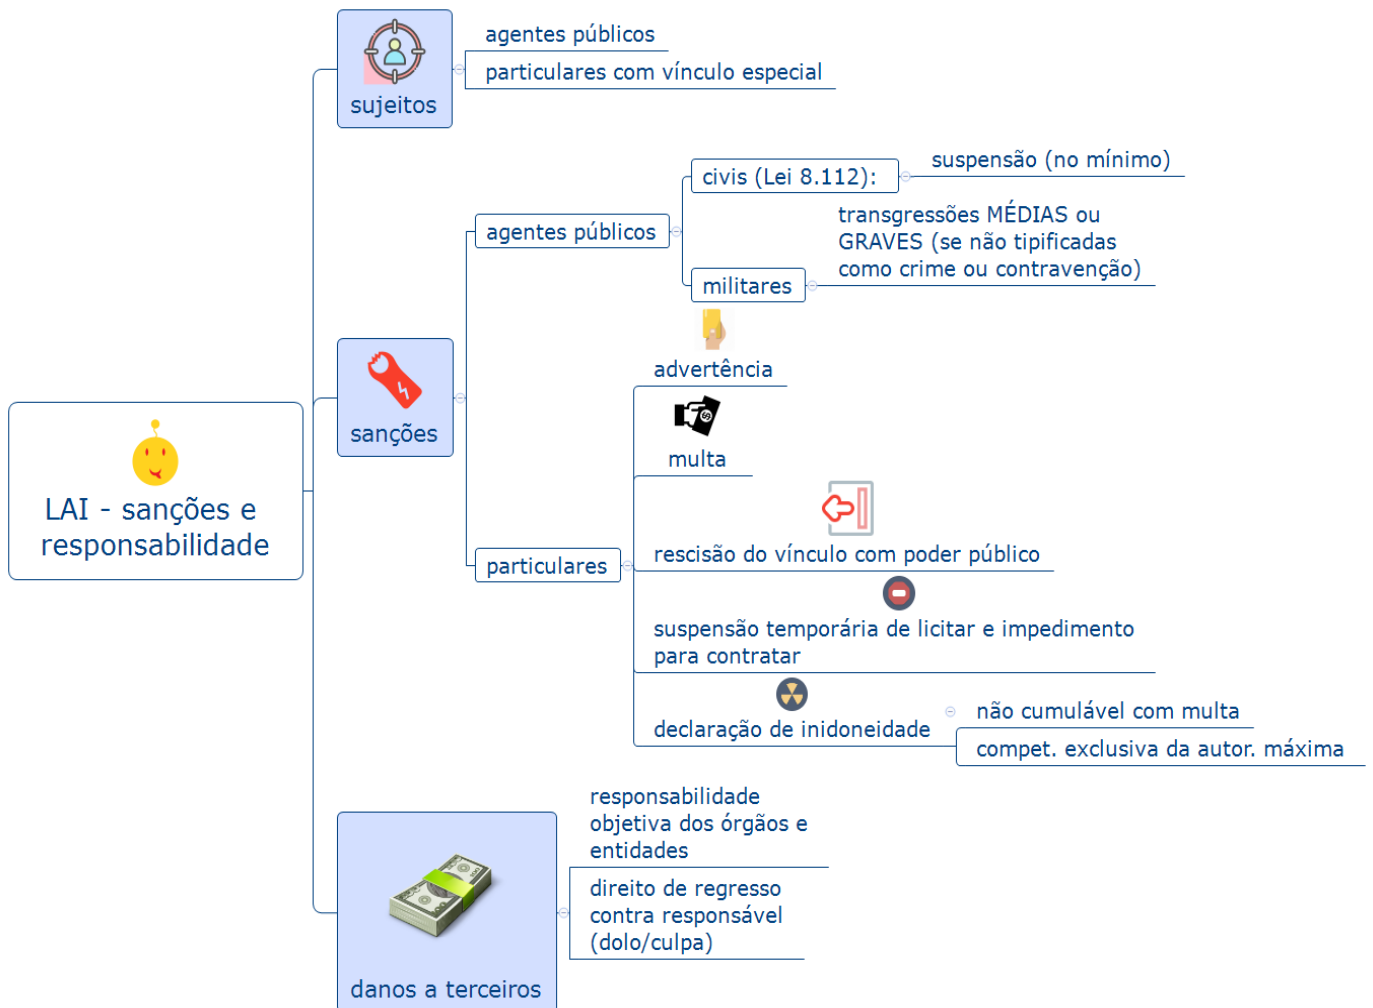 LAI - sanções e
responsabilidade
sujeitos
agentes públicos
particulares com vínculo especial
sanções
agentes públicos
civis (Lei 8.112):
suspensão (no mínimo)
militares
transgressões MÉDIAS ou
GRAVES (se não tipificadas
como crime ou contravenção)
particulares
advertência
multa
rescisão do vínculo com poder público
suspensão temporária de licitar e impedimento
para contratar
declaração de inidoneidade
não cumulável com multa
compet. exclusiva da autor. máxima
danos a terceiros
responsabilidade
objetiva dos órgãos e
entidades
direito de regresso
contra responsável
(dolo/culpa)